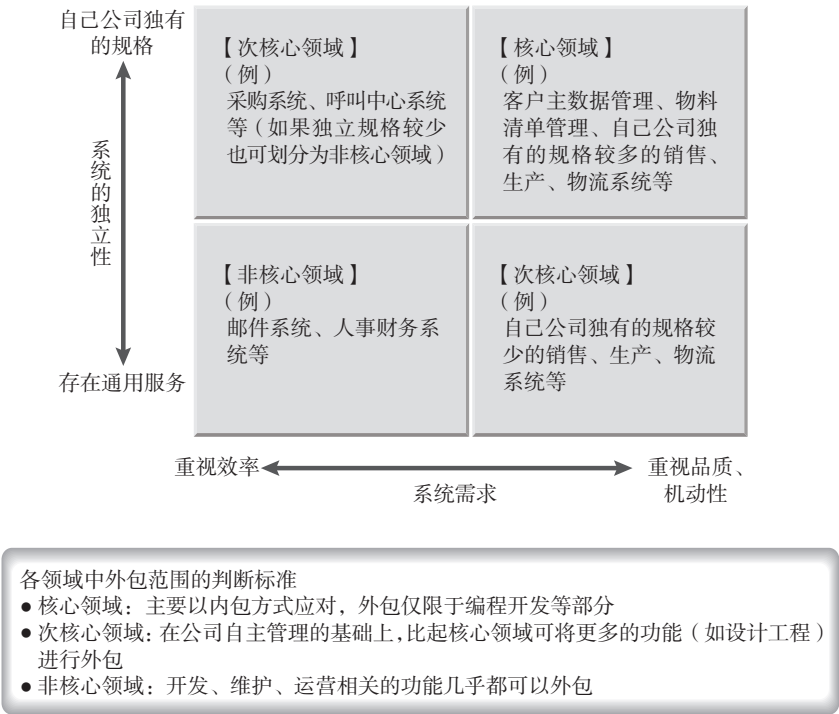 自己公司独有
的规格
系统的独立性
存在通用服务
【次核心领域】
（例）
采购系统、呼叫中心系统
等（如果独立规格较少
也可划分为非核心领域）
【核心领域】
（例）
客户主数据管理、物料
清单管理、自己公司独
有的规格较多的销售、
生产、物流系统等
【非核心领域】
（例）
邮件系统、人事财务系
统等
【次核心领域】
（例）
自己公司独有的规格较
少的销售、生产、物流
系统等
重视效率
系统需求
重视品质、
机动性
各领域中外包范围的判断标准
●核心领域：主要以内包方式应对，外包仅限于编程开发等部分
●次核心领域：在公司自主管理的基础上，比起核心领域可将更多的功能（如设计工程）
进行外包
●非核心领域：开发、维护、运营相关的功能几乎都可以外包